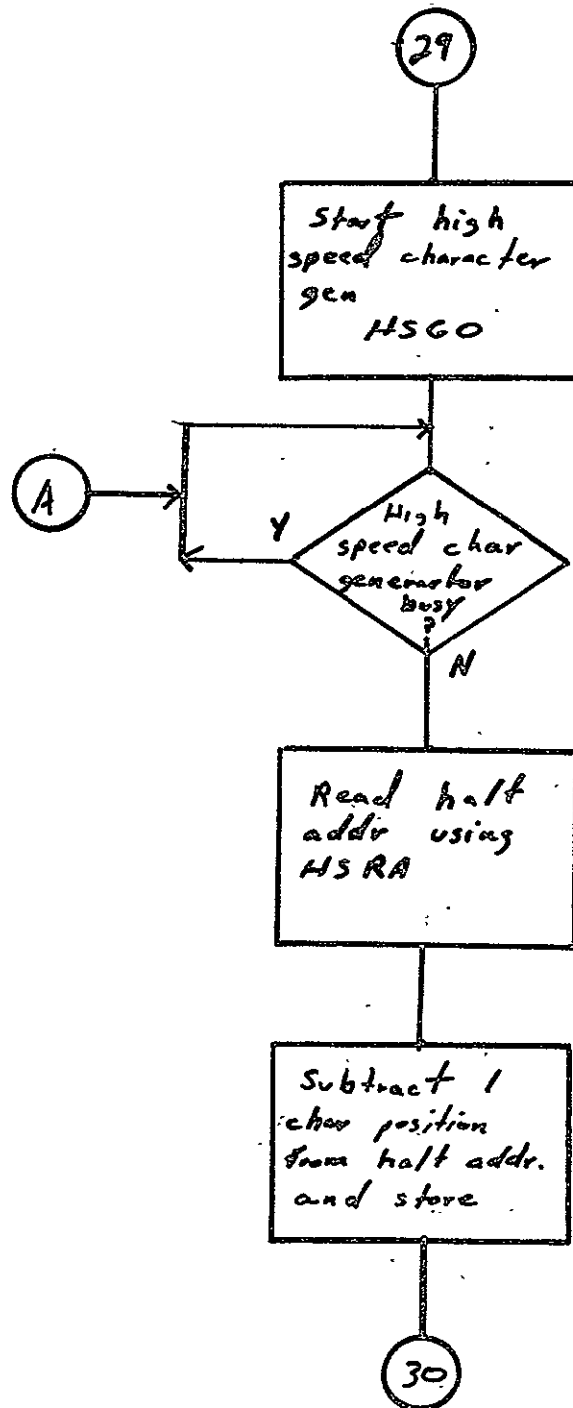 29
Start high
speed character
gen
HSGO
A
Y
High
speed char
generator
busy
?
N
Read halt
addr using
HSRA
Subtract 1
char position
from halt addr.
and store
30